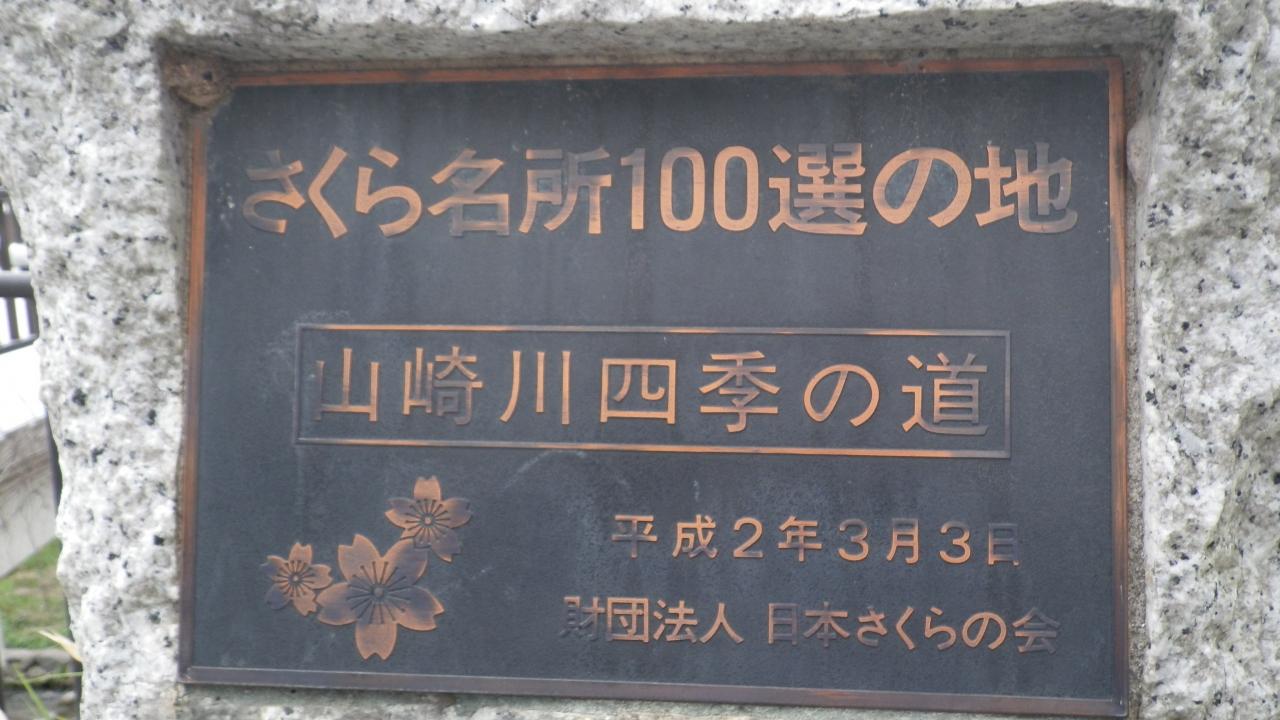 さくら名所100選の地
山崎川四季の道
平成2年3月3日
財団法人 日本さくらの会